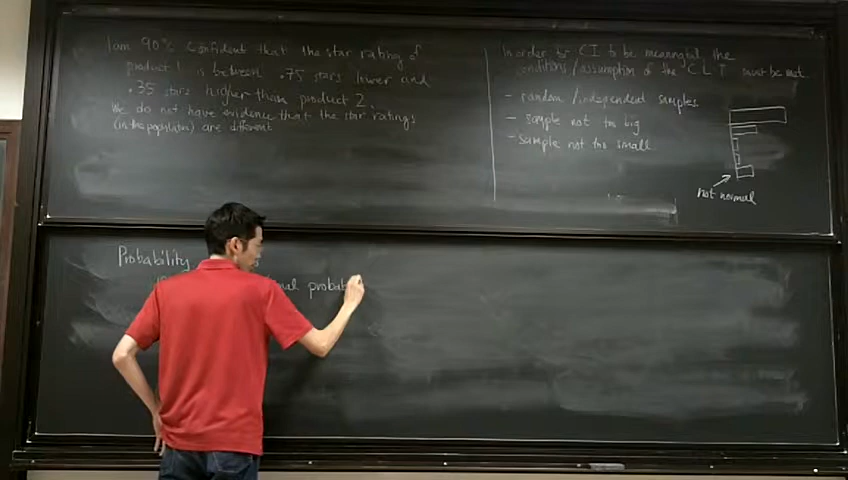 I am 90% Confident that the star rating of
product 1 is between .75 stars lower and
.35 stars higher than product 2.
We do not have evidence that the star ratings
(in the population) are different
In order for CI to be meaningful the
conditions/assumption of the CLT must be met
- random/independent samples
- sample not too big
- sample not too small
not normal
Probability
probab